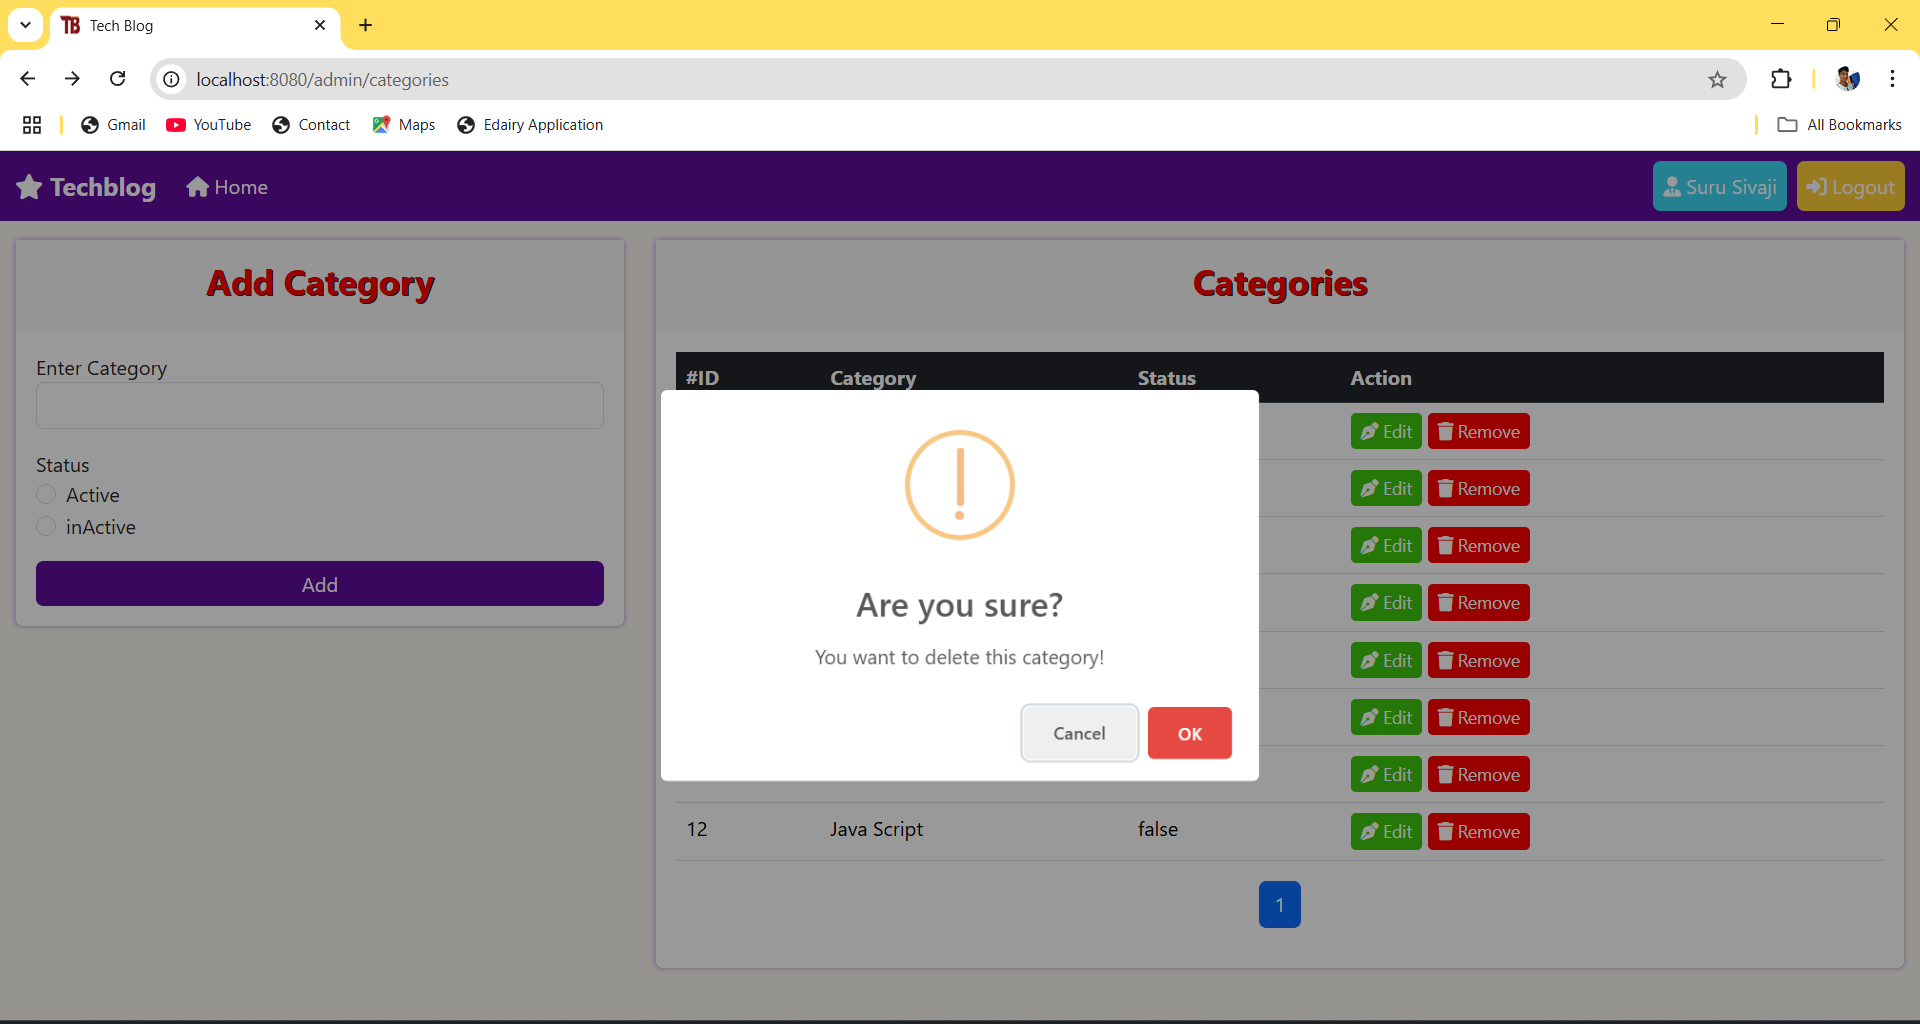 TB Tech Blog
localhost:8080/admin/categories
Gmail YouTube Contact Maps Edairy Application All Bookmarks
Techblog Home Suru Sivaji Logout
Add Category
Enter Category
Status
Active
inActive
Add
Categories
#ID Category Status Action
Edit Remove
Edit Remove
Edit Remove
Edit Remove
Edit Remove
Edit Remove
Edit Remove
12 Java Script false Edit Remove
1
Are you sure?
You want to delete this category!
Cancel OK